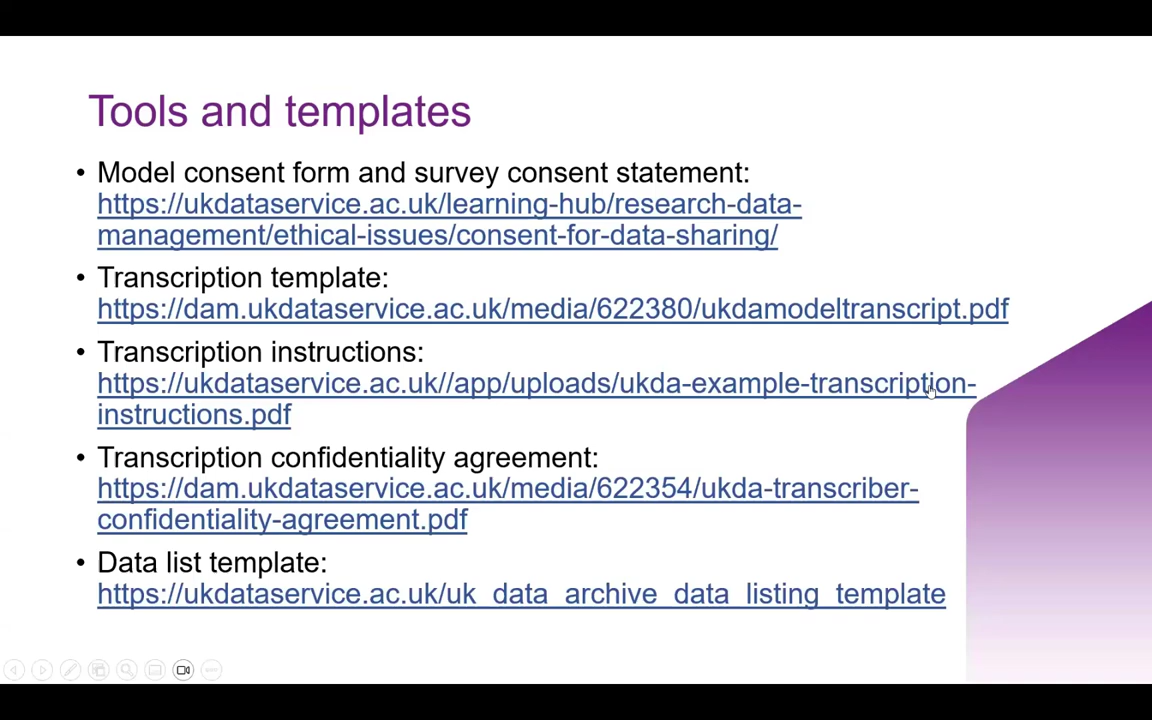 Tools and templates
• Model consent form and survey consent statement:
https://ukdataservice.ac.uk/learning-hub/research-data-
management/ethical-issues/consent-for-data-sharing/
• Transcription template:
https://dam.ukdataservice.ac.uk/media/622380/ukdamodeltranscript.pdf
• Transcription instructions:
https://ukdataservice.ac.uk//app/uploads/ukda-example-transcription-
instructions.pdf
• Transcription confidentiality agreement:
https://dam.ukdataservice.ac.uk/media/622354/ukda-transcriber-
confidentiality-agreement.pdf
• Data list template:
https://ukdataservice.ac.uk/uk_data_archive_data_listing_template